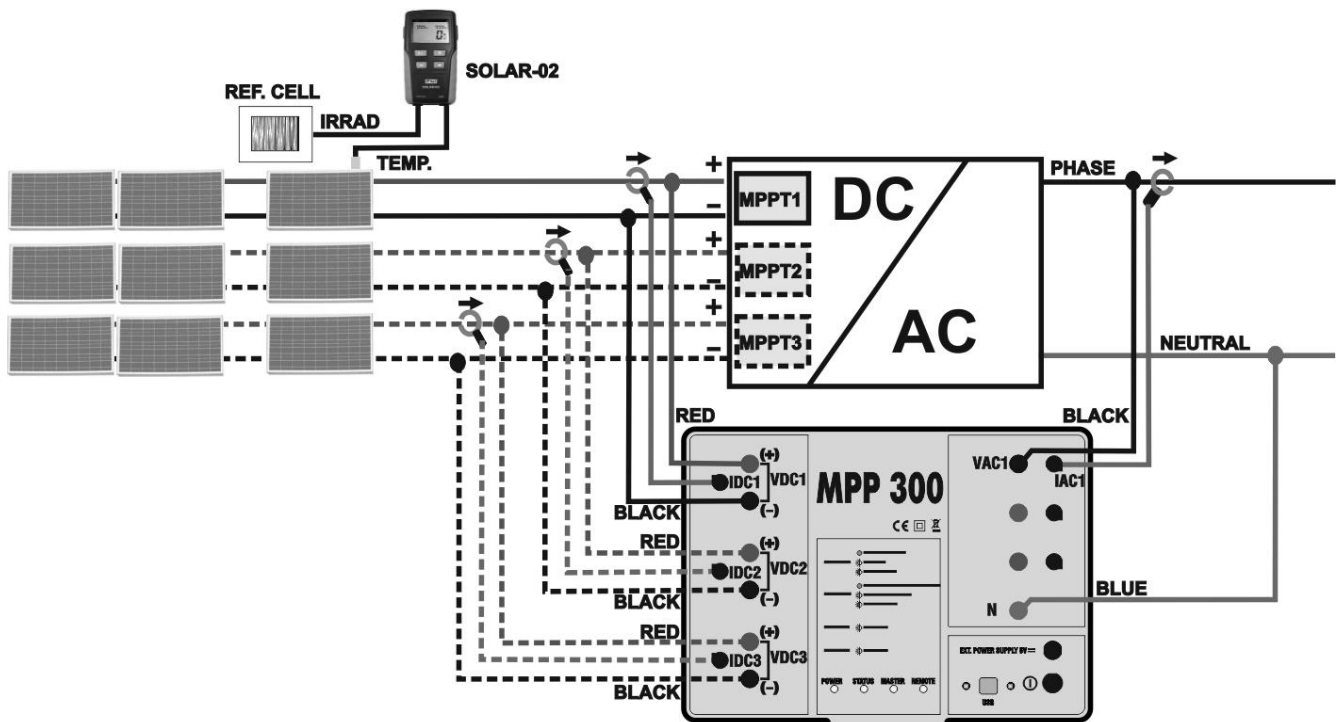 SOLAR-02
REF. CELL
IRRAD
TEMP.
+
PHASE
−
MPPT1
DC
+
−
MPPT2
+
MPPT3
AC
−
NEUTRAL
RED
BLACK
(+)
VAC1
IDC1
VDC1
MPP 300
IAC1
BLACK
(−)
CE
RED
(+)
IDC2
VDC2
BLACK
(−)
BLUE
N
RED
(+)
IDC3
VDC3
EXT. POWER SUPPLY 5V
BLACK
(−)
POWER STATUS MASTER REMOTE
USB